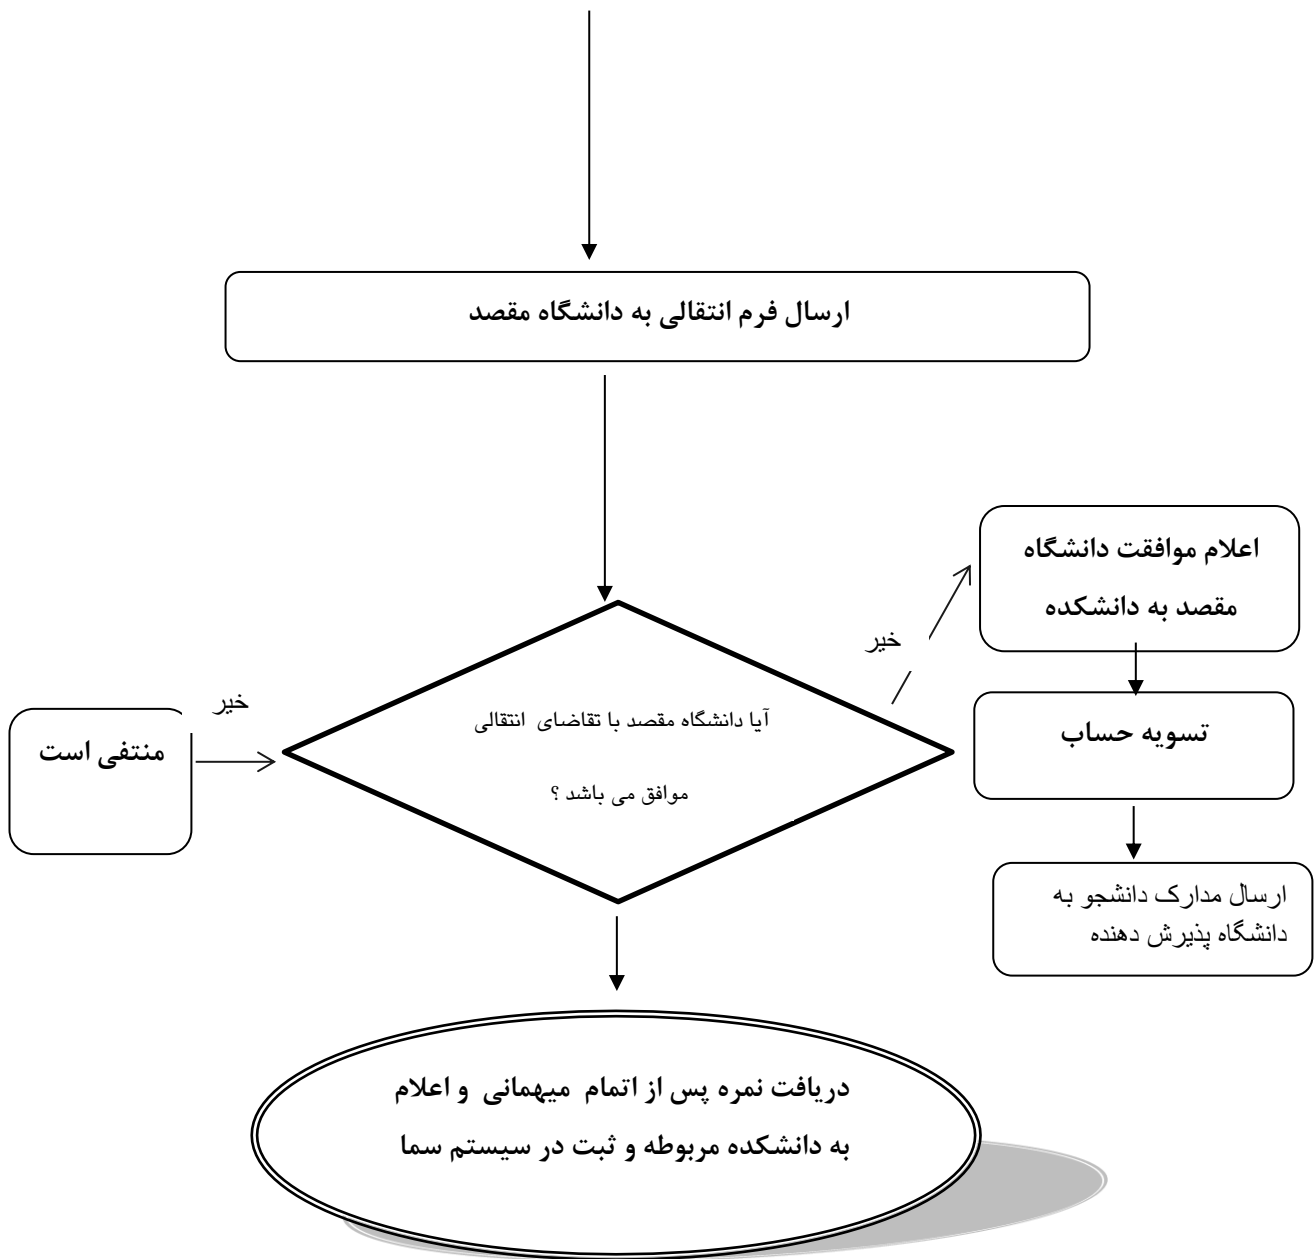 ارسال فرم انتقالی به دانشگاه مقصد
اعلام موافقت دانشگاه
مقصد به دانشکده
خیر
خیر
آیا دانشگاه مقصد با تقاضای انتقالی
موافق می باشد ؟
تسویه حساب
منتفی است
ارسال مدارک دانشجو به
دانشگاه پذیرش دهنده
دریافت نمره پس از اتمام میهمانی و اعلام
به دانشکده مربوطه و ثبت در سیستم سما